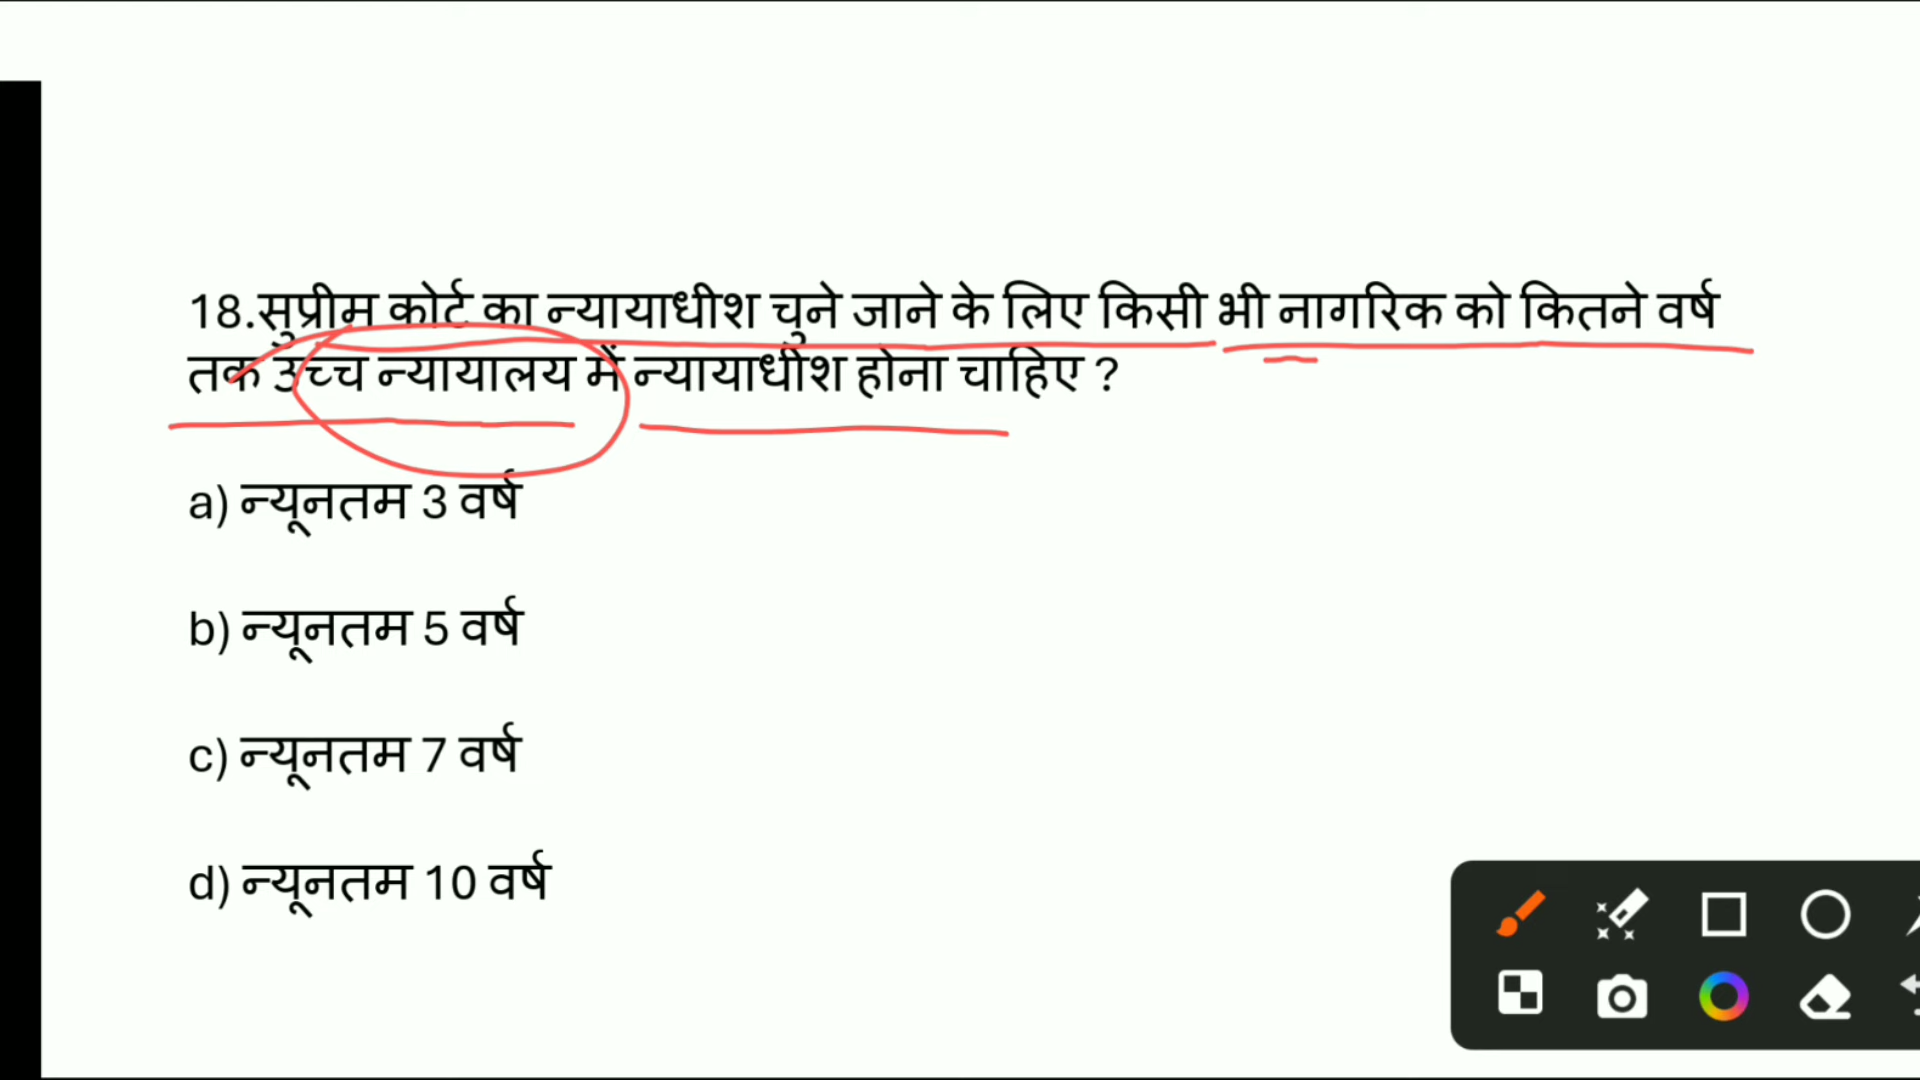 18.सुप्रीम कोर्ट का न्यायाधीश चुने जाने के लिए किसी भी नागरिक को कितने वर्ष
तक उच्च न्यायालय में न्यायाधीश होना चाहिए ?
a) न्यूनतम 3 वर्ष
b) न्यूनतम 5 वर्ष
c) न्यूनतम 7 वर्ष
d) न्यूनतम 10 वर्ष